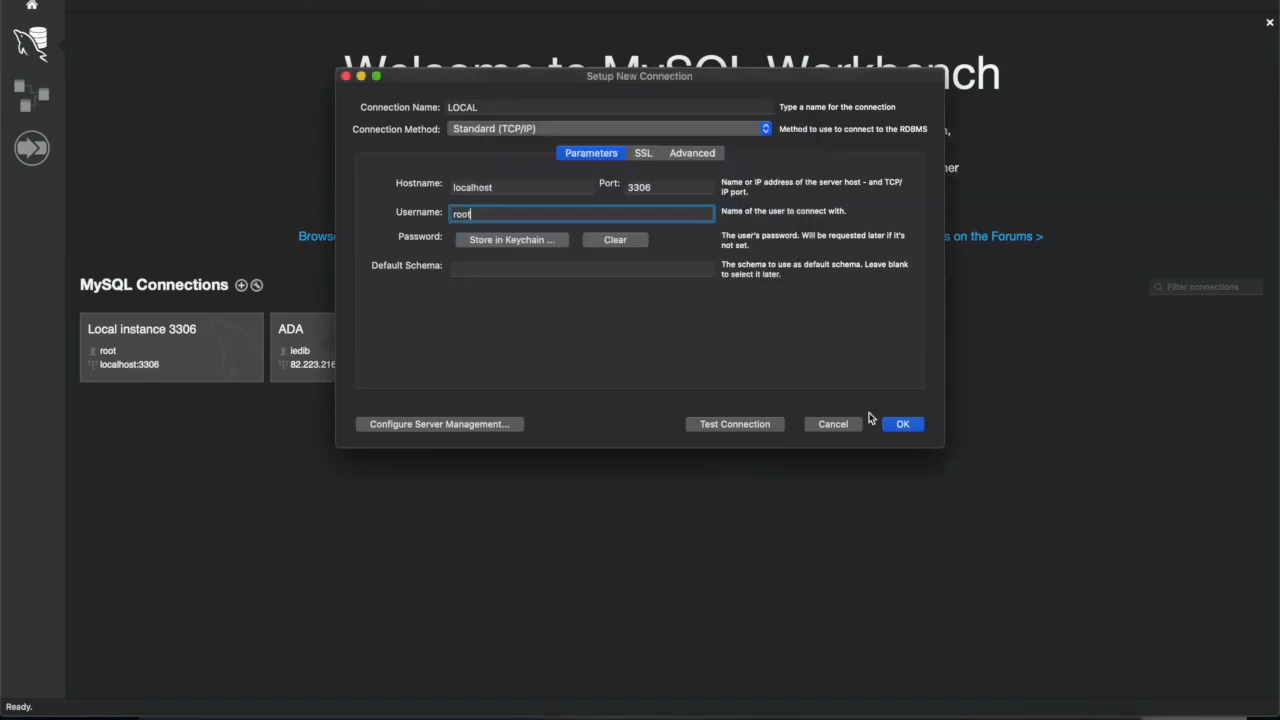 Welcome to MySQL Workbench
Setup New Connection
Connection Name: LOCAL Type a name for the connection
Connection Method: Standard (TCP/IP) Method to use to connect to the RDBMS
Parameters SSL Advanced
Hostname: localhost Port: 3306 Name or IP address of the server host - and TCP/
IP port.
Username: root Name of the user to connect with.
Password: Store in Keychain ... Clear The user's password. Will be requested later if it's
not set.
Default Schema: The schema to use as default schema. Leave blank
to select it later.
Configure Server Management... Test Connection Cancel OK
Brows
s on the Forums >
MySQL Connections
Filter connections
Local instance 3306
root
localhost:3306
ADA
iedib
82.223.216
Ready.